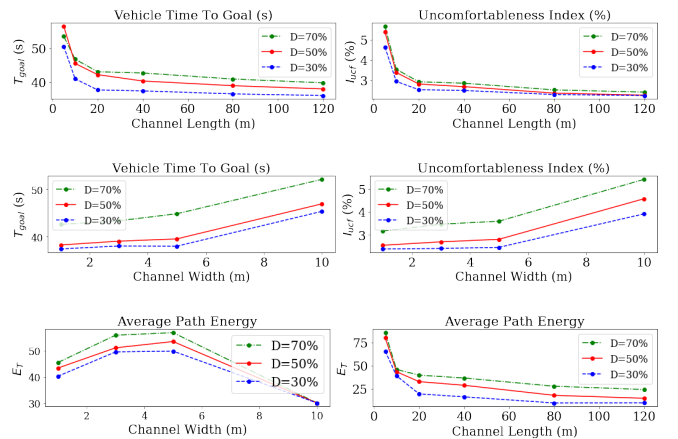 Vehicle Time To Goal (s)
T_goal (s)
50
40
D=70%
D=50%
D=30%
0 20 40 60 80 100 120
Channel Length (m)
Uncomfortableness Index (%)
I_ucf (%)
5
4
3
D=70%
D=50%
D=30%
0 20 40 60 80 100 120
Channel Length (m)
Vehicle Time To Goal (s)
T_goal (s)
50
40
D=70%
D=50%
D=30%
2 4 6 8 10
Channel Width (m)
Uncomfortableness Index (%)
I_ucf (%)
5
4
3
D=70%
D=50%
D=30%
2 4 6 8 10
Channel Width (m)
Average Path Energy
E_T
50
40
30
D=70%
D=50%
D=30%
2 4 6 8 10
Channel Width (m)
Average Path Energy
E_T
75
50
25
D=70%
D=50%
D=30%
0 20 40 60 80 100 120
Channel Length (m)